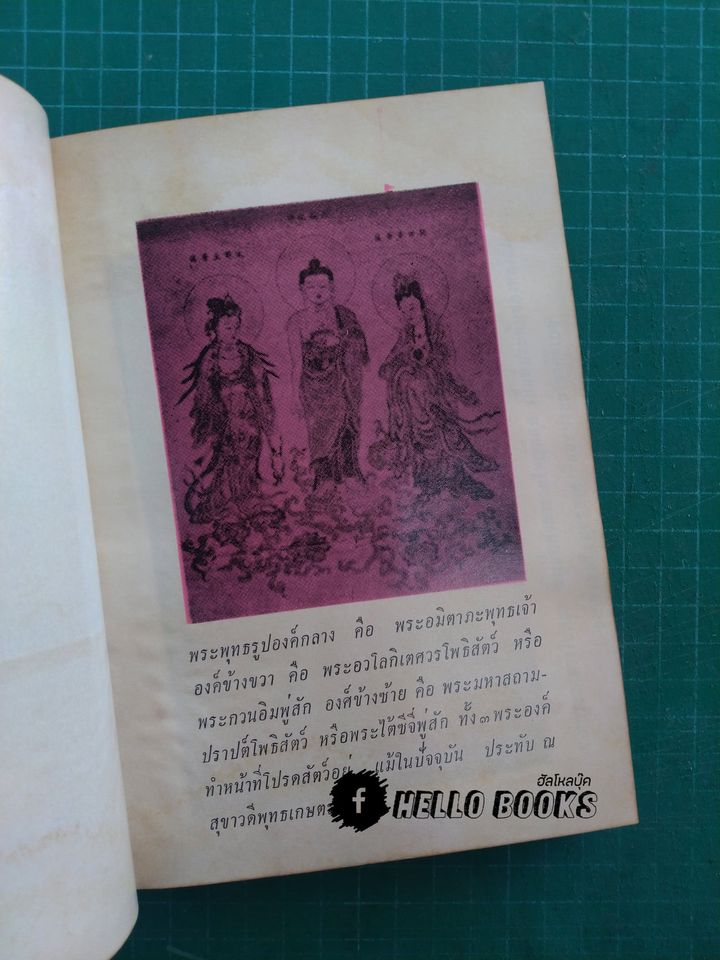 พระพุทธรูปองค์กลาง คือ พระอมิตาภะพุทธเจ้า
องค์ข้างขวา คือ พระอวโลกิเตศวรโพธิสัตว์ หรือ
พระกวนอิมพู่สัก องค์ข้างซ้าย คือ พระมหาสถาม-
ปราปต์โพธิสัตว์ หรือพระไต้ซีจี่พู่สัก ทั้ง๓พระองค์
ทำหน้าที่โปรดสัตว์อยู่ แม้ในปัจจุบัน ประทับ ณ
สุขาวดีพุทธเกษต
ฮัลโหลบุ๊ค
f HELLO BOOKS